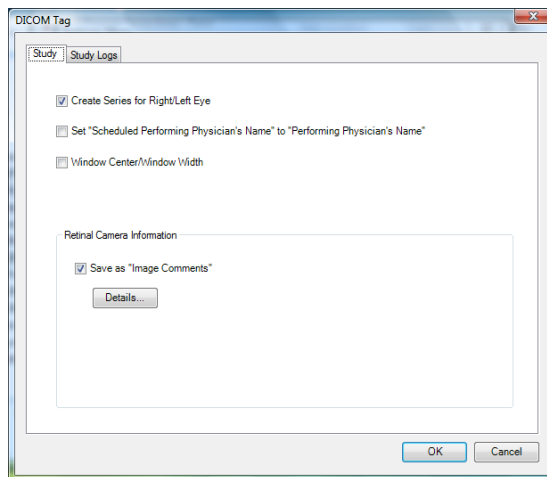 DICOM Tag
Study
Study Logs
Create Series for Right/Left Eye
Set "Scheduled Performing Physician's Name" to "Performing Physician's Name"
Window Center/Window Width
Retinal Camera Information
Save as "Image Comments"
Details...
OK
Cancel